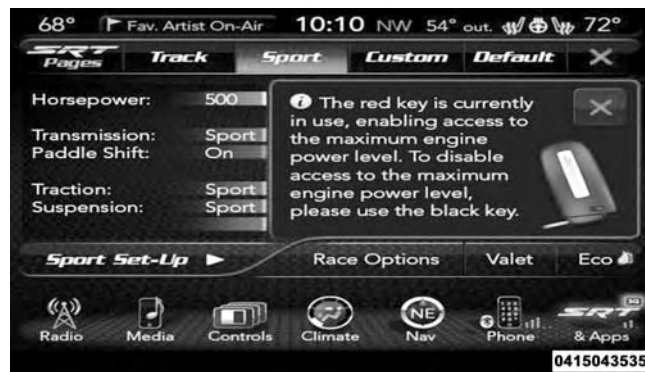 68° Fav. Artist On-Air 10:10 NW 54° out. 72°
SRT Pages Track Sport Custom Default X
Horsepower: 500
Transmission: Sport
Paddle Shift: On
Traction: Sport
Suspension: Sport
The red key is currently
in use, enabling access to
the maximum engine
power level. To disable
access to the maximum
engine power level,
please use the black key.
Sport Set-Up Race Options Valet Eco
NE
3G
SRT
Radio Media Controls Climate Nav Phone & Apps
0415043535